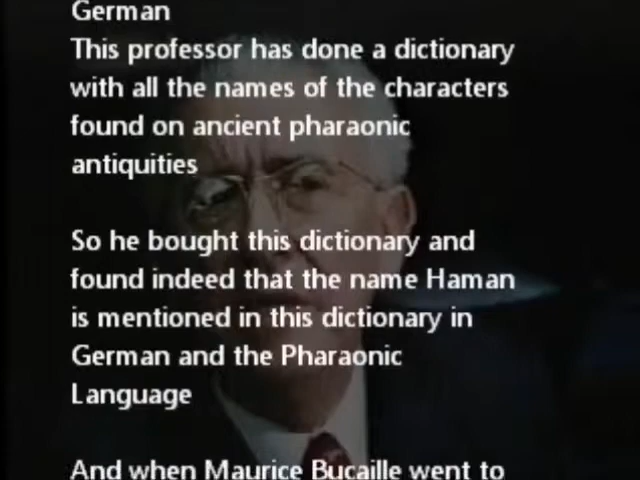 German
This professor has done a dictionary
with all the names of the characters
found on ancient pharaonic
antiquities
So he bought this dictionary and
found indeed that the name Haman
is mentioned in this dictionary in
German and the Pharaonic
Language
And when Maurice Bucaille went to